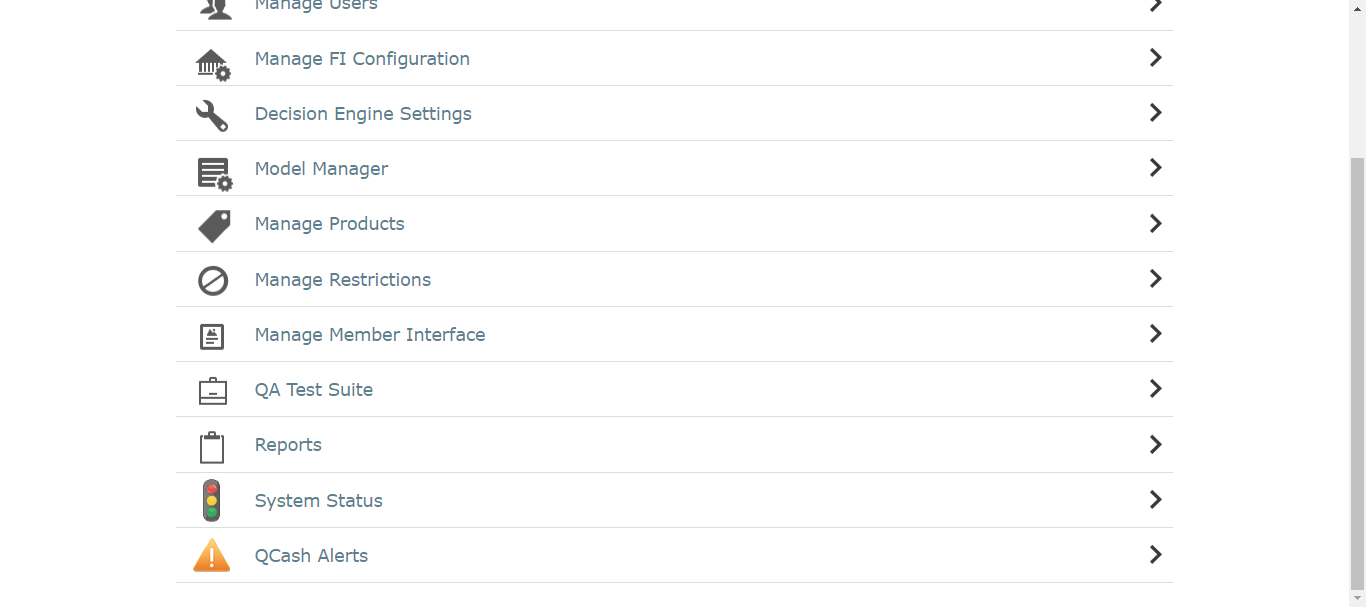 Manage Users
Manage FI Configuration
Decision Engine Settings
Model Manager
Manage Products
Manage Restrictions
Manage Member Interface
QA Test Suite
Reports
System Status
QCash Alerts